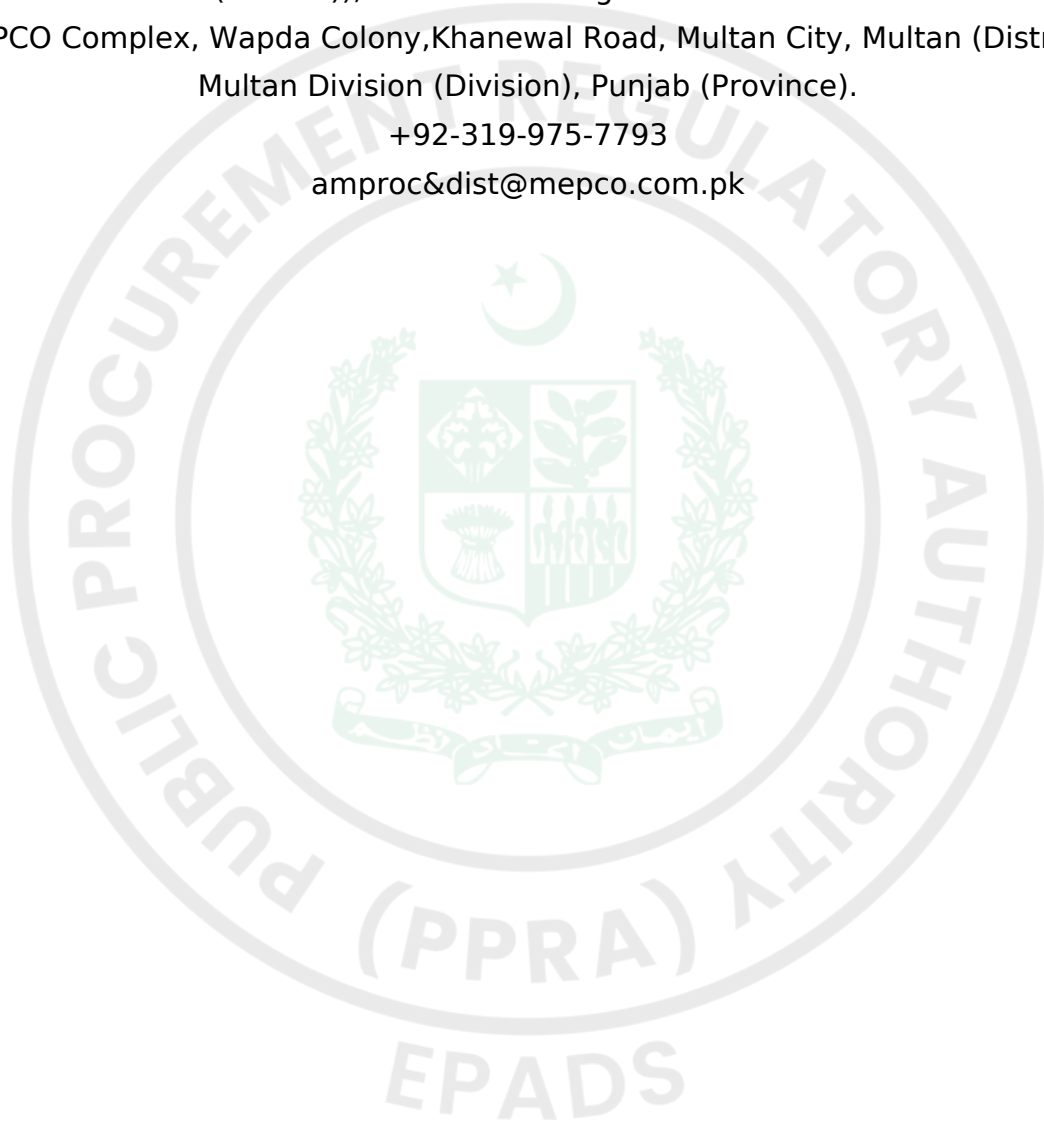 PCO Complex, Wapda Colony,Khanewal Road, Multan City, Multan (Distr
Multan Division (Division), Punjab (Province).
+92-319-975-7793
amproc&dist@mepco.com.pk
PUBLIC PROCUREMENT REGULATORY AUTHORITY
(PPRA)
EPADS